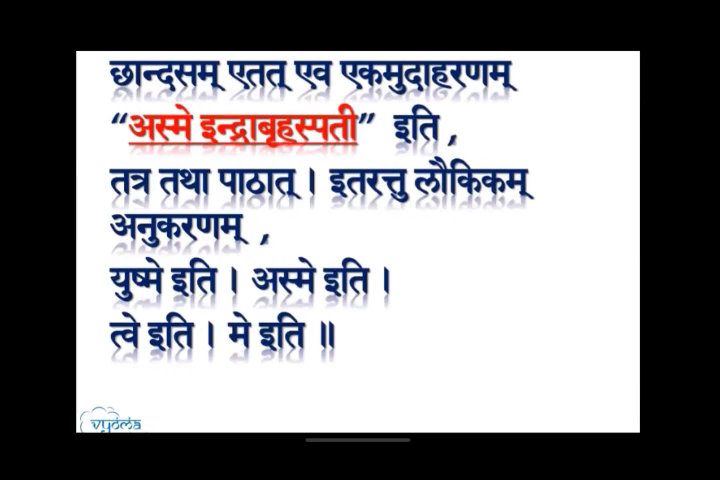 छान्दसम् एतत् एव एकमुदाहरणम्
“अस्मे इन्द्राबृहस्पती” इति ,
तत्र तथा पाठात् । इतरत्तु लौकिकम्
अनुकरणम् ,
युष्मे इति । अस्मे इति ।
त्वे इति । मे इति ॥
vyoma